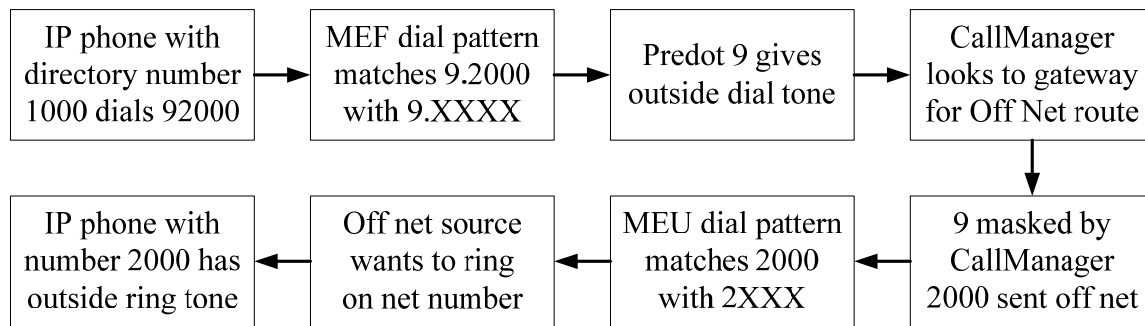 IP phone with
directory number
1000 dials 92000
MEF dial pattern
matches 9.2000
with 9.XXXX
Predot 9 gives
outside dial tone
CallManager
looks to gateway
for Off Net route
9 masked by
CallManager
2000 sent off net
MEU dial pattern
matches 2000
with 2XXX
Off net source
wants to ring
on net number
IP phone with
number 2000 has
outside ring tone